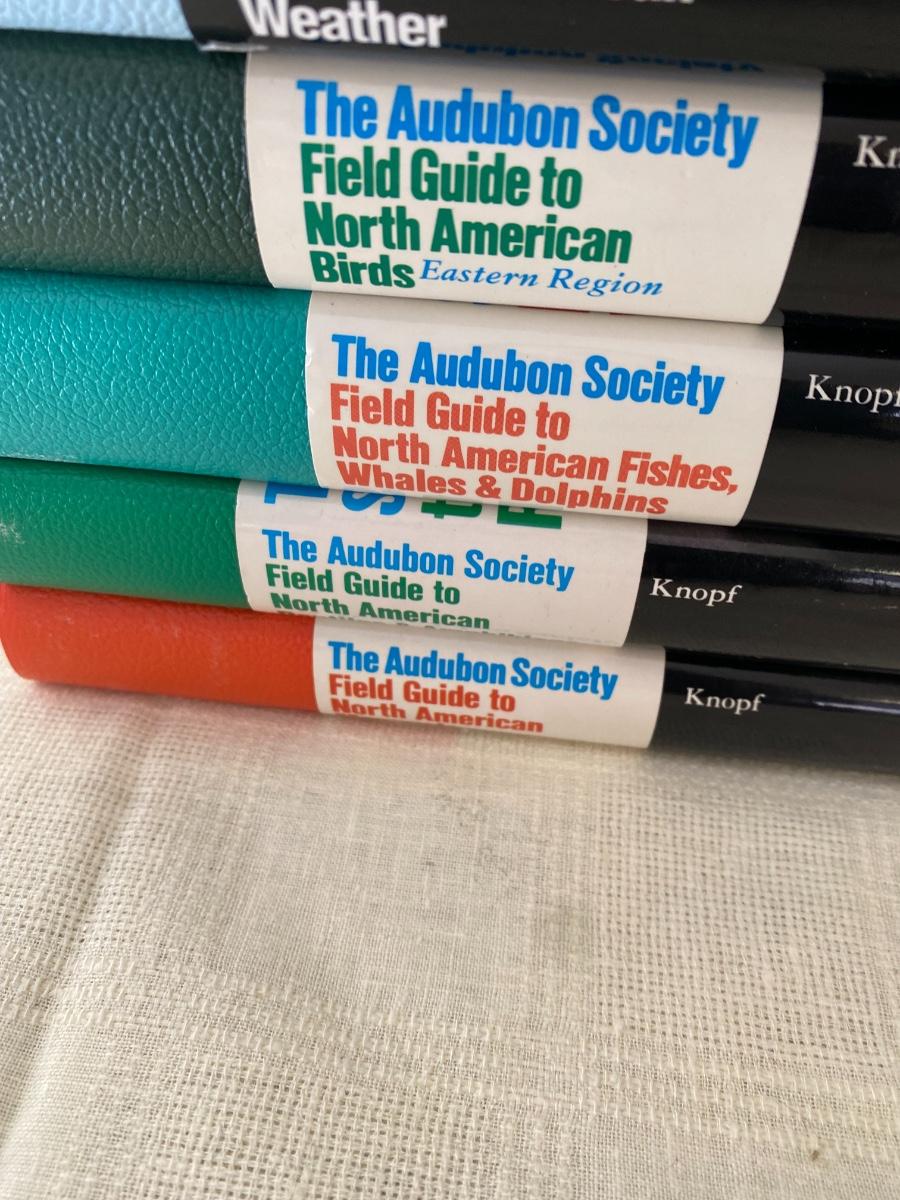 Weather
The Audubon Society
Field Guide to
North American
Birds Eastern Region
Kn
The Audubon Society
Field Guide to
North American Fishes,
Whales & Dolphins
Knopf
The Audubon Society
Field Guide to
North American
Knopf
The Audubon Society
Field Guide to
North American
Knopf